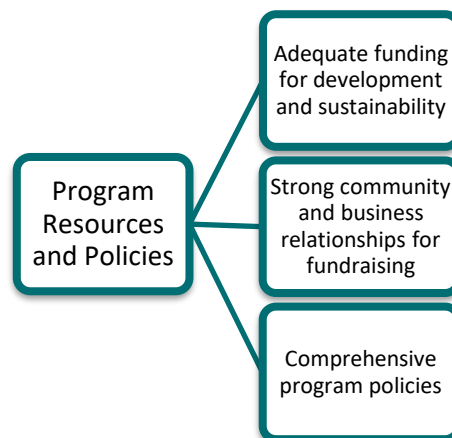 Program
Resources
and Policies
Adequate funding
for development
and sustainability
Strong community
and business
relationships for
fundraising
Comprehensive
program policies